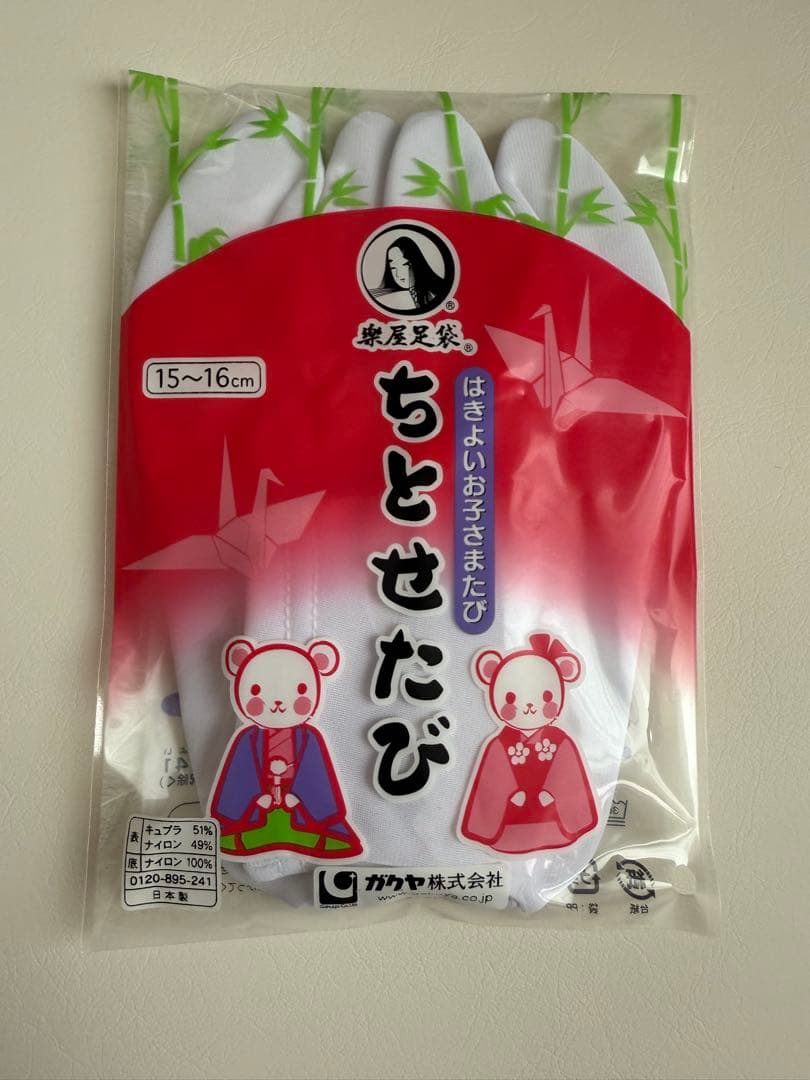 樂屋足袋®
15〜16cm
はきよいお子さまたび
ちとせたび
表 キュプラ 51%
ナイロン 49%
底 ナイロン 100%
0120-895-241
日本製
ガクヤ株式会社